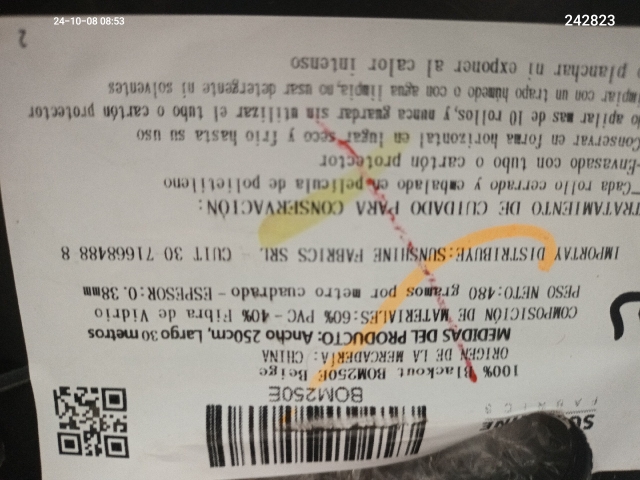 24-10-08 08:53
242823
FABRICS
BOM250E
100% Blackout BOM250E Beige
ORIGEN DE LA MERCADERÍA: CHINA
MEDIDAS DEL PRODUCTO: Ancho 250cm, Largo 30 metros
COMPOSICIÓN DE MATERIALES:60% PVC - 40% Fibra de Vidrio
PESO NETO:480 gramos por metro cuadrado - ESPESOR:0.38mm
IMPORTAY DISTRIBUYE:SUNSHINE FABRICS SRL. CUIT 30 71668488 8
TRATAMIENTO DE CUIDADO PARA CONSERVACIÓN:
-Cada rollo cerrado y embalado en película de polietileno
-Envasado con tubo o cartón protector
Conservar en forma horizontal en lugar seco y frío hasta su uso
No apilar mas de 10 rollos, y nunca guardar sin utilizar el tubo o cartón protector
Limpiar con un trapo húmedo o con agua limpia, no usar detergente ni solventes
planchar ni exponer al calor intenso
2